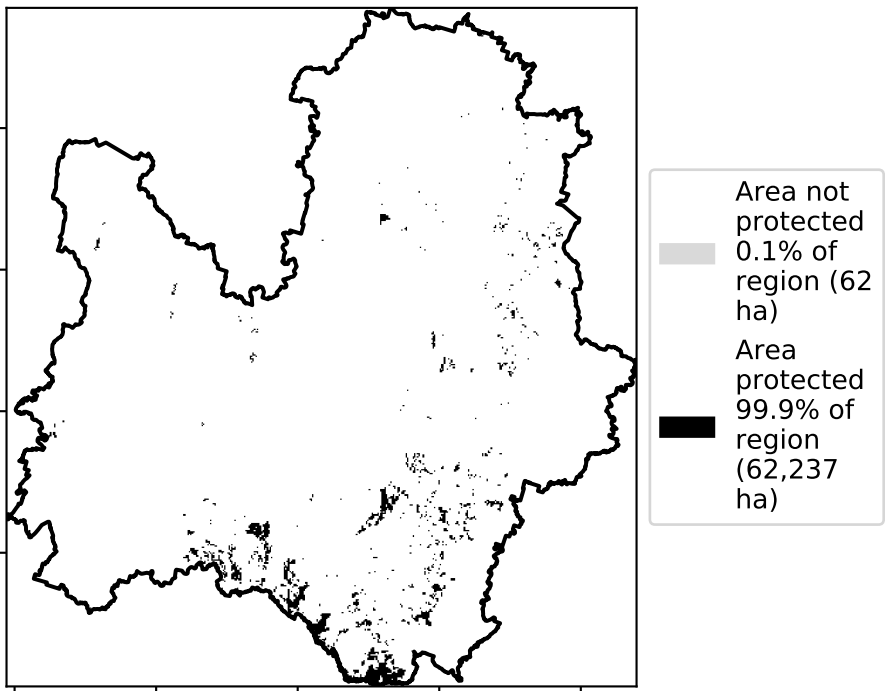 Area not
protected
0.1% of
region (62
ha)
Area
protected
99.9% of
region
(62,237
ha)